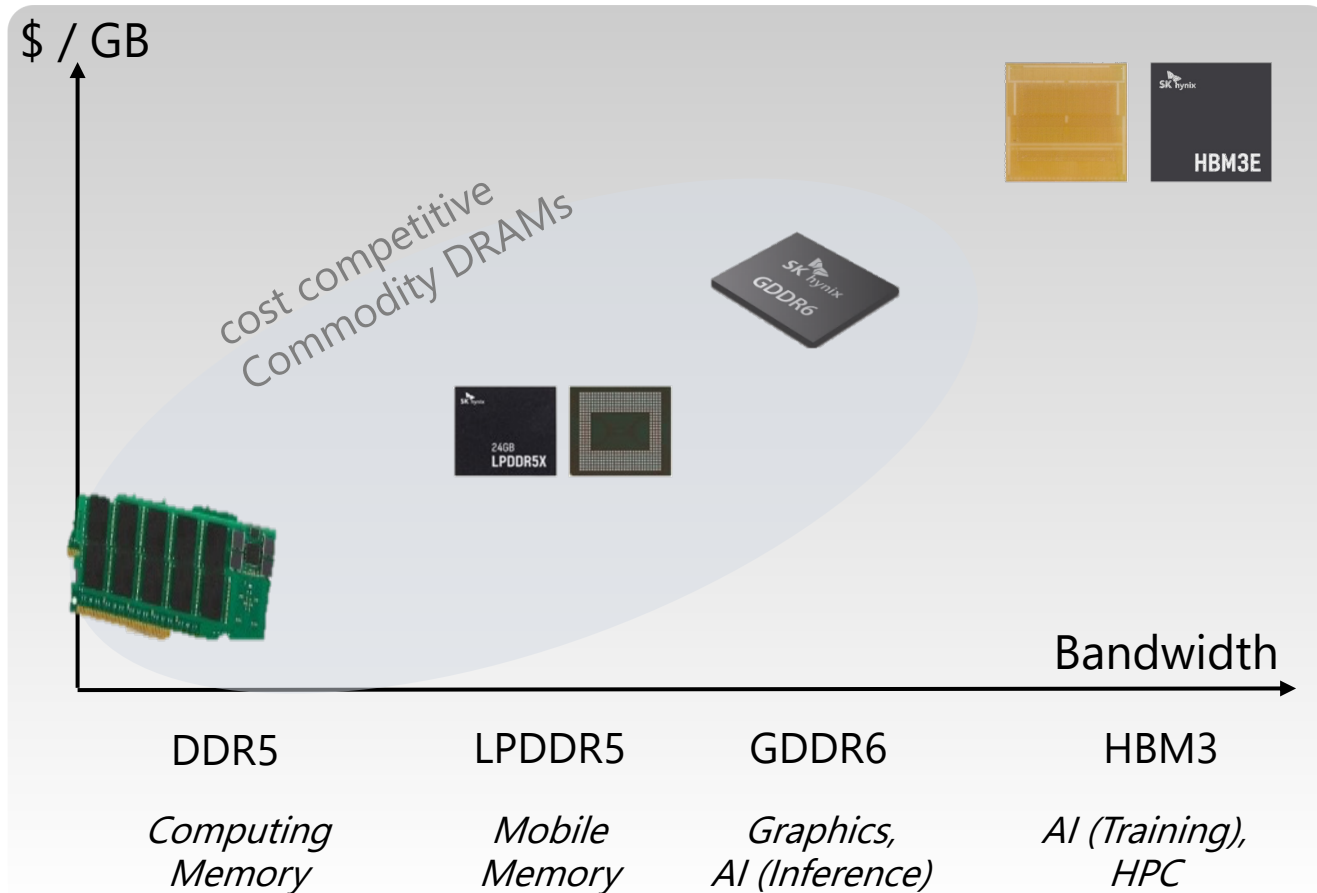 $ / GB
SK hynix
HBM3E
cost competitive
Commodity DRAMs
SK hynix
GDDR6
SK hynix
24GB
LPDDR5X
Bandwidth
DDR5
LPDDR5
GDDR6
HBM3
Computing
Memory
Mobile
Memory
Graphics,
AI (Inference)
AI (Training),
HPC